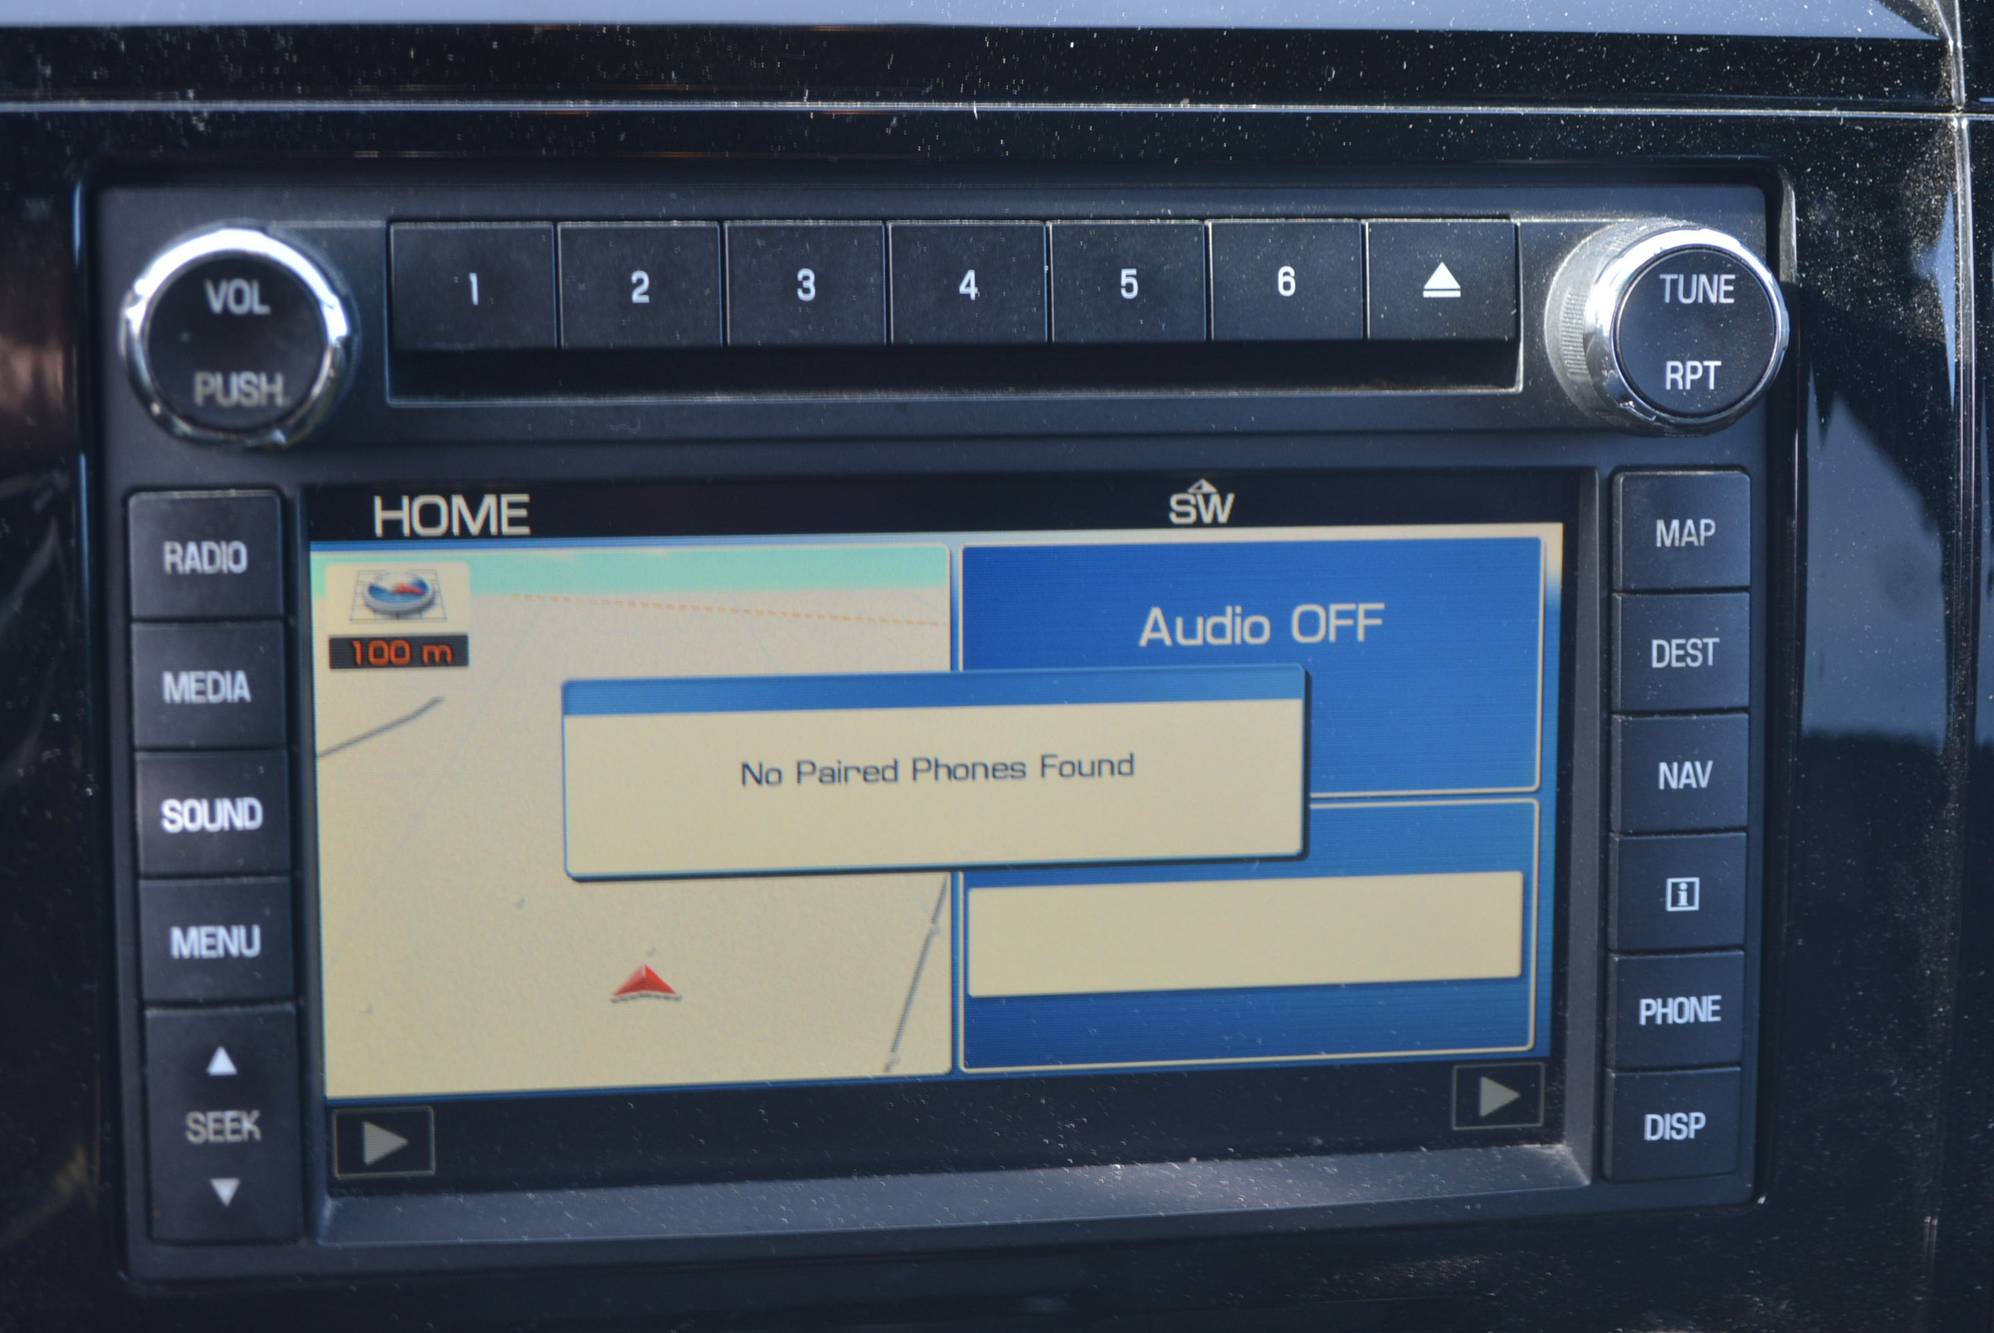 VOL
PUSH
1
2
3
4
5
6
TUNE
RPT
HOME
SW
RADIO
MEDIA
SOUND
MENU
SEEK
100 m
Audio OFF
No Paired Phones Found
MAP
DEST
NAV
i
PHONE
DISP